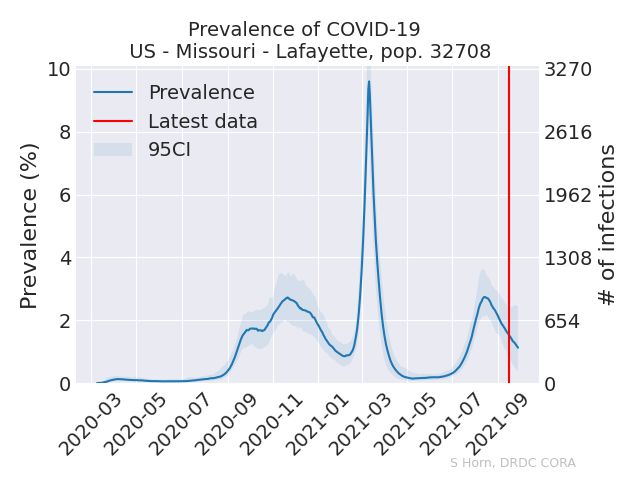 Prevalence of COVID-19
US - Missouri - Lafayette, pop. 32708
Prevalence (%)
10
8
6
4
2
0
Prevalence
Latest data
95CI
3270
2616
1962
1308
654
0
# of infections
2020-03
2020-05
2020-07
2020-09
2020-11
2021-01
2021-03
2021-05
2021-07
2021-09
S Horn, DRDC CORA